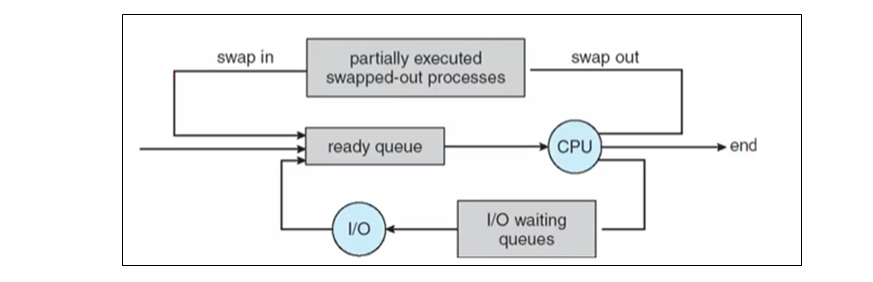 swap in
partially executed
swapped-out processes
swap out
ready queue
CPU
end
I/O
I/O waiting
queues